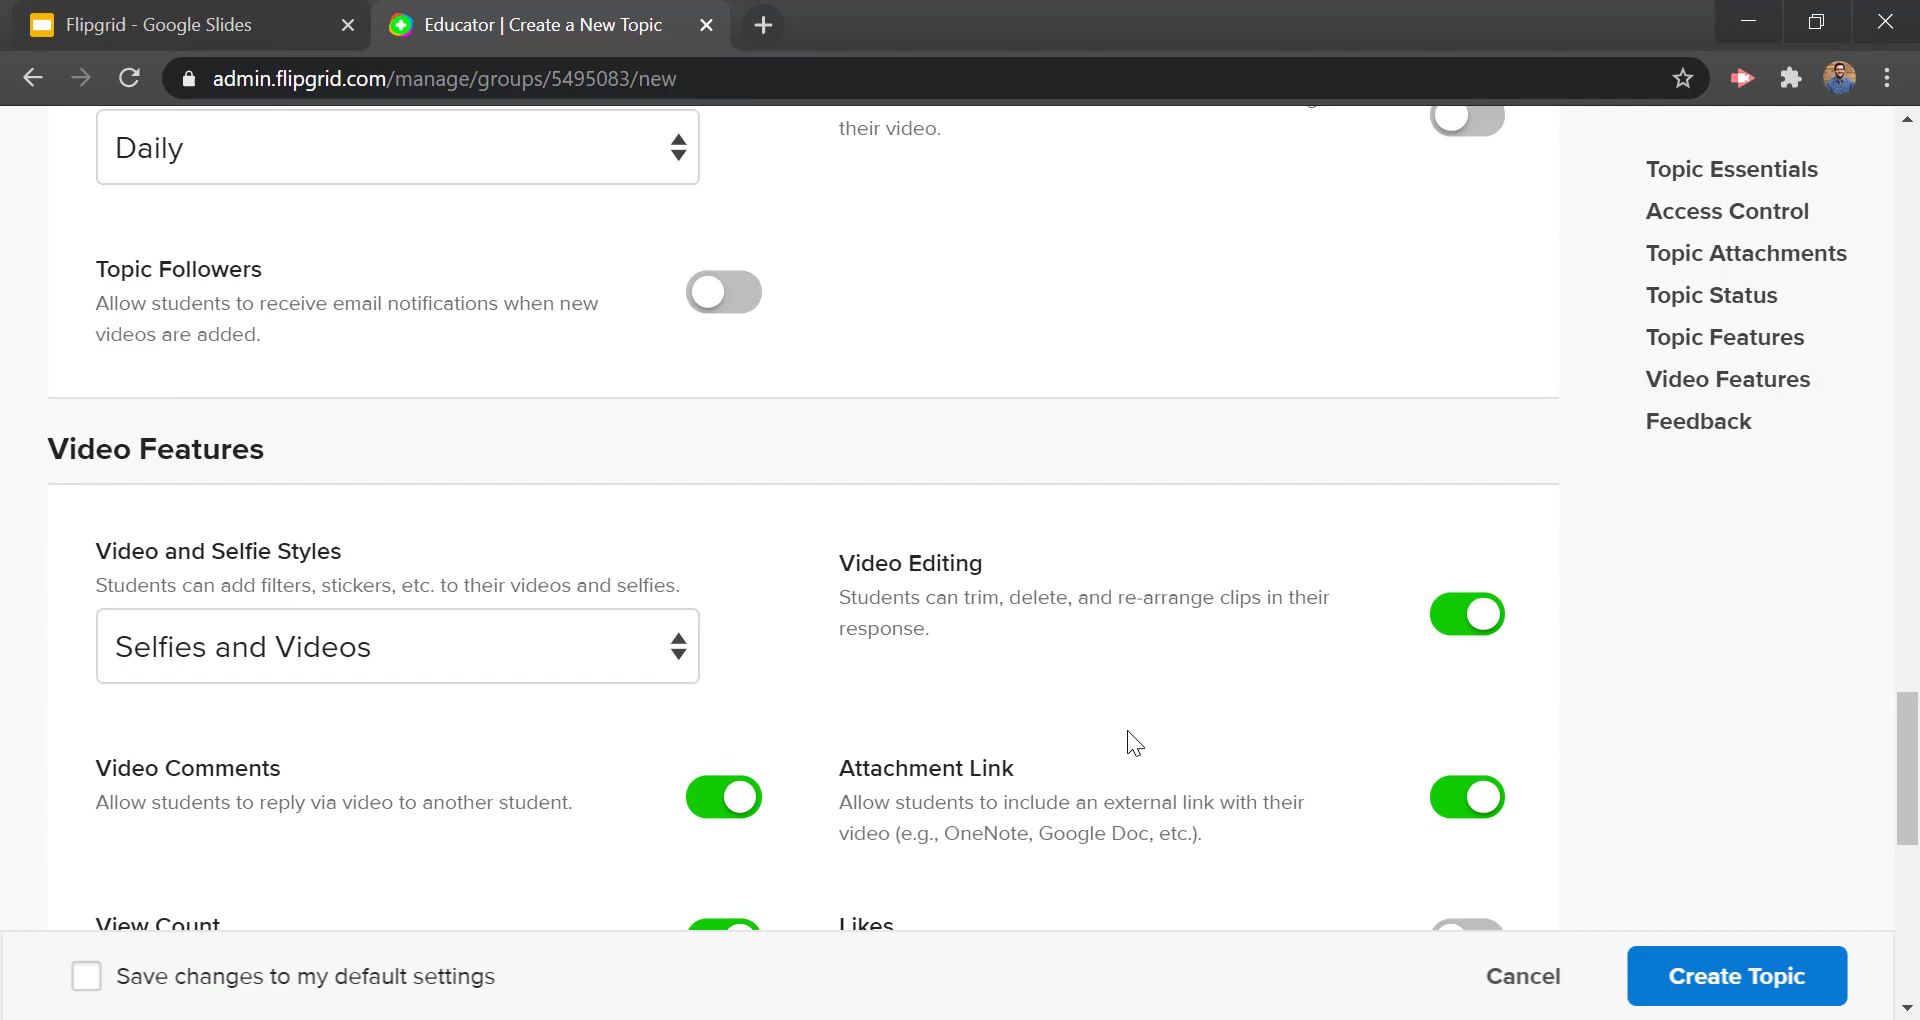 Flipgrid - Google Slides
Educator | Create a New Topic
admin.flipgrid.com/manage/groups/5495083/new
Daily
their video.
Topic Followers
Allow students to receive email notifications when new
videos are added.
Video Features
Video and Selfie Styles
Students can add filters, stickers, etc. to their videos and selfies.
Selfies and Videos
Video Editing
Students can trim, delete, and re-arrange clips in their
response.
Video Comments
Allow students to reply via video to another student.
Attachment Link
Allow students to include an external link with their
video (e.g., OneNote, Google Doc, etc.).
View Count
Likes
Topic Essentials
Access Control
Topic Attachments
Topic Status
Topic Features
Video Features
Feedback
Save changes to my default settings
Cancel
Create Topic